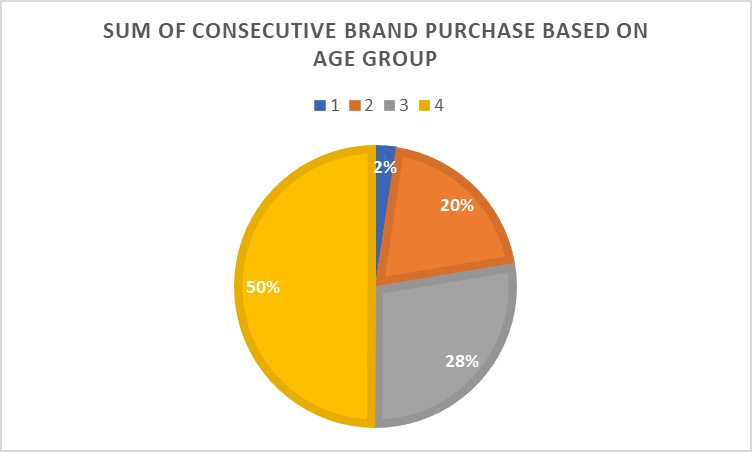 SUM OF CONSECUTIVE BRAND PURCHASE BASED ON
AGE GROUP
1 2 3 4
2%
20%
50%
28%